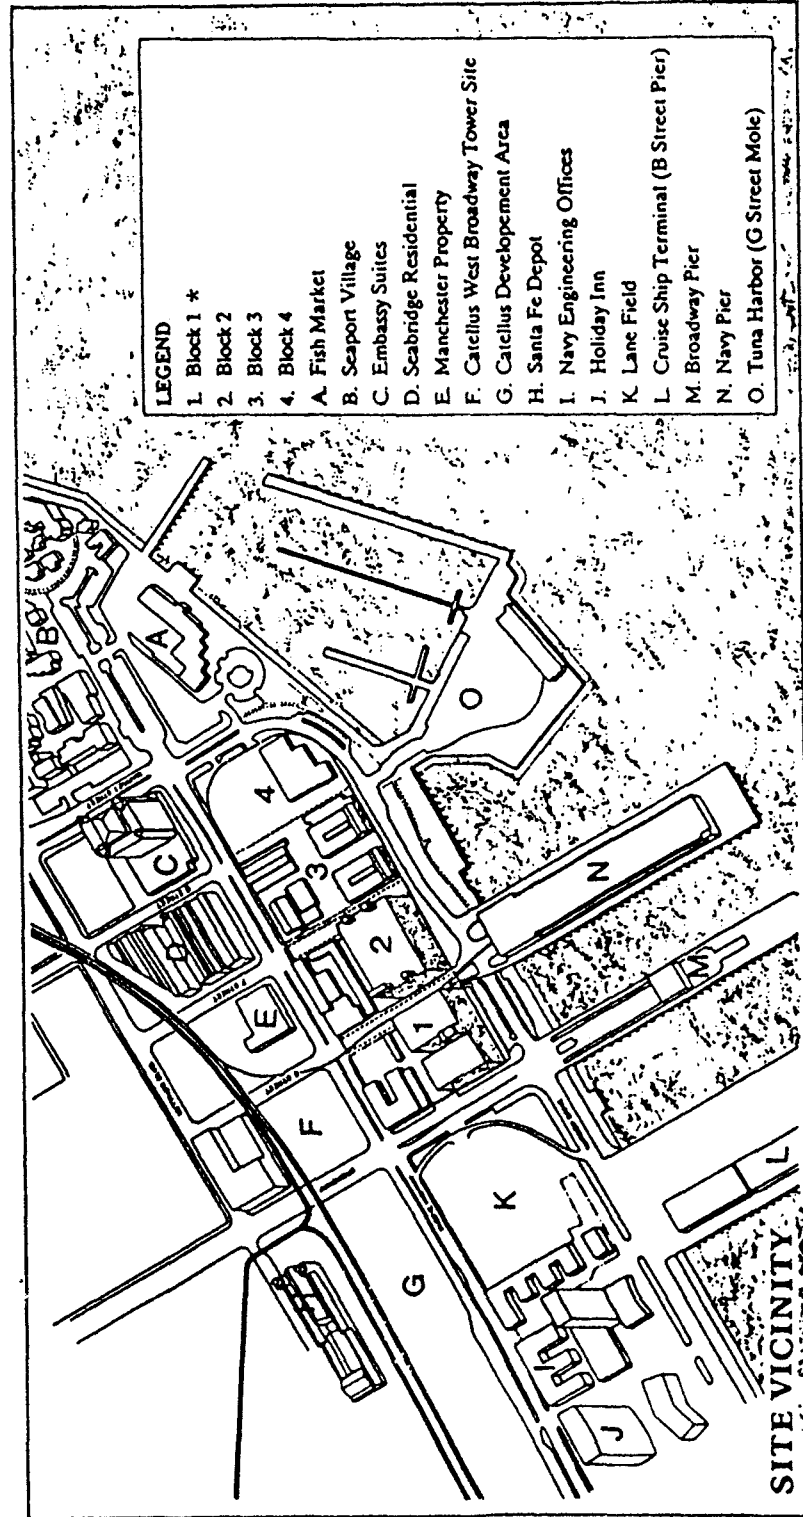 LEGEND
1. Block 1 *
2. Block 2
3. Block 3
4. Block 4
A. Fish Market
B. Seaport Village
C. Embassy Suites
D. Seabridge Residential
E. Manchester Property
F. Catellus West Broadway Tower Site
G. Catellus Developement Area
H. Santa Fe Depot
I. Navy Engineering Offices
J. Holiday Inn
K. Lane Field
L. Cruise Ship Terminal (B Street Pier)
M. Broadway Pier
N. Navy Pier
O. Tuna Harbor (G Street Mole)
B
A
C
4
O
3
2
N
E
1
M
F
K
L
G
I
J
F STREET
G STREET
SITE VICINITY